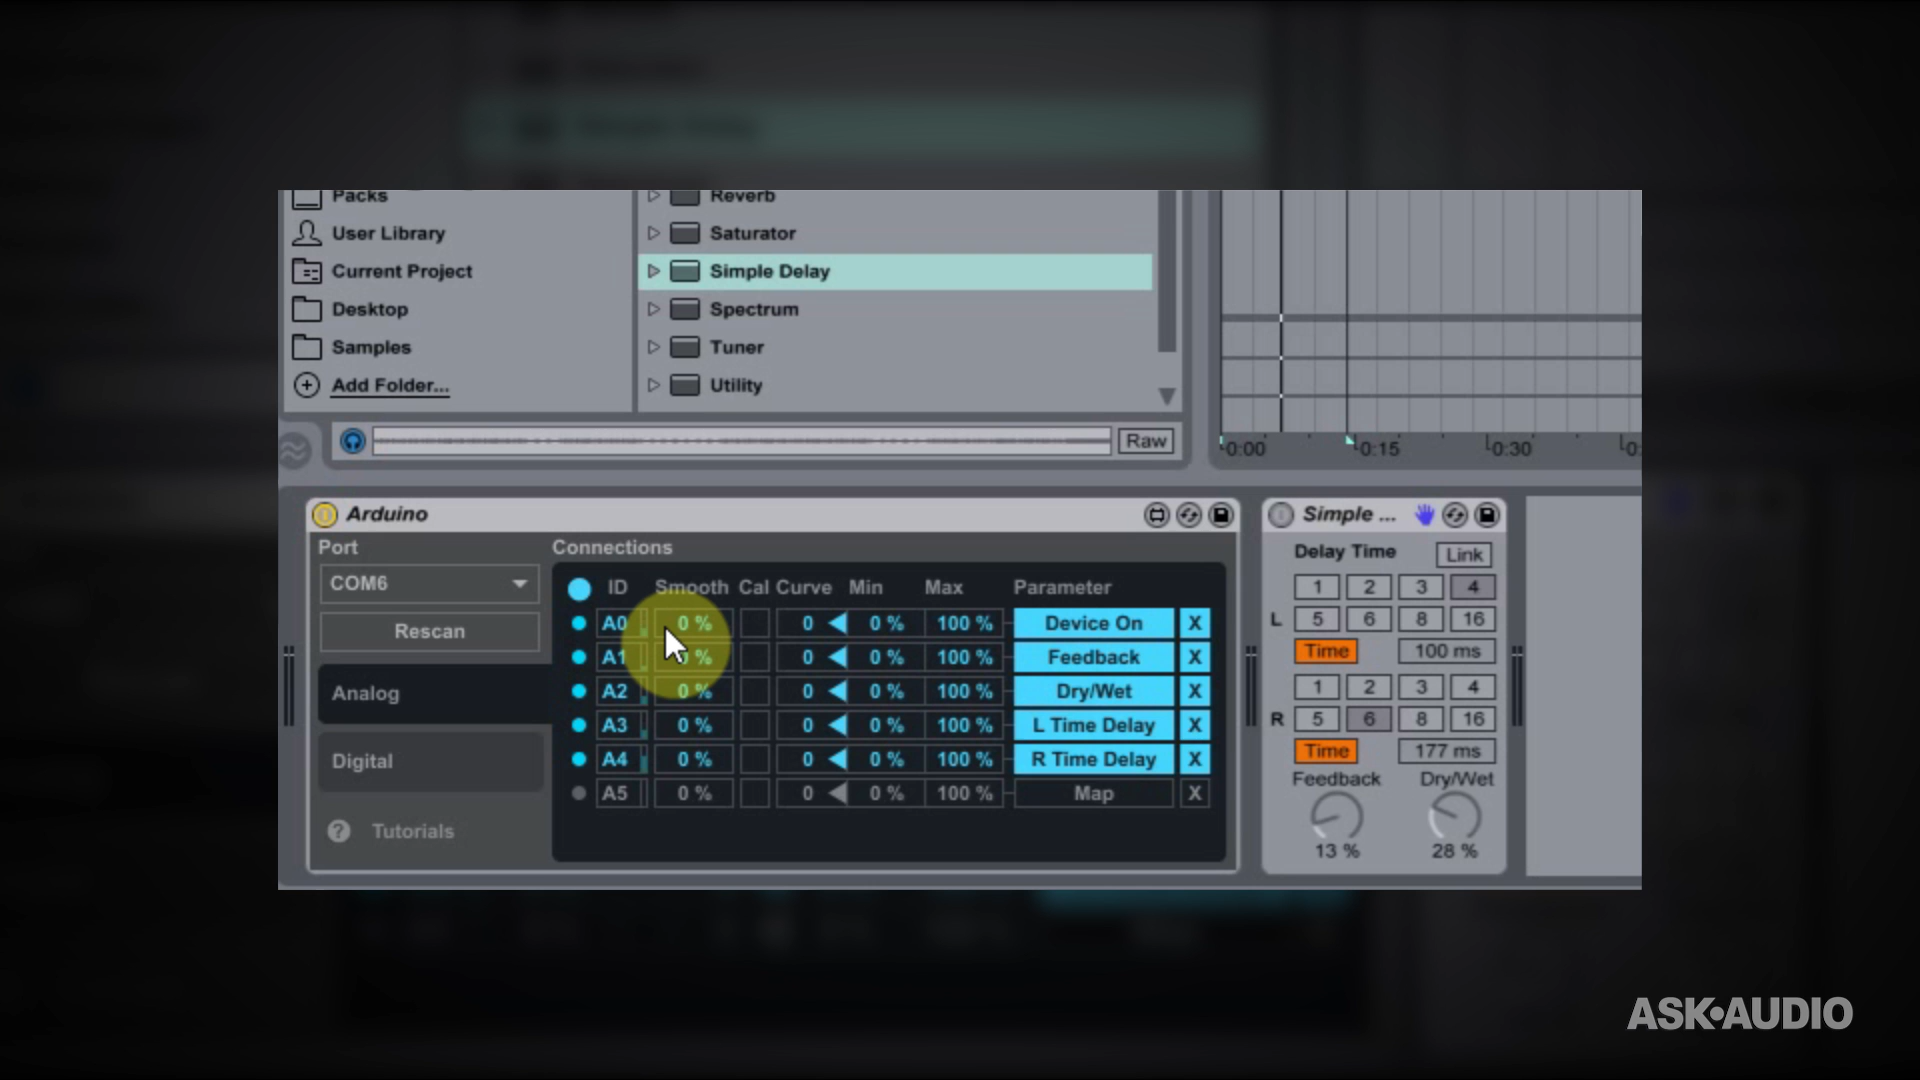 Packs
User Library
Current Project
Desktop
Samples
Add Folder...
Reverb
Saturator
Simple Delay
Spectrum
Tuner
Utility
Raw
0:00 0:15 0:30
Arduino
Port
COM6
Rescan
Analog
Digital
? Tutorials
Connections
ID Smooth Cal Curve Min Max Parameter
A0 0 % 0 0 % 100 % Device On X
A1 % 0 0 % 100 % Feedback X
A2 0 % 0 0 % 100 % Dry/Wet X
A3 0 % 0 0 % 100 % L Time Delay X
A4 0 % 0 0 % 100 % R Time Delay X
A5 0 % 0 0 % 100 % Map X
Simple ...
Delay Time Link
1 2 3 4
L 5 6 8 16
Time 100 ms
1 2 3 4
R 5 6 8 16
Time 177 ms
Feedback Dry/Wet
13 % 28 %
ASK•AUDIO